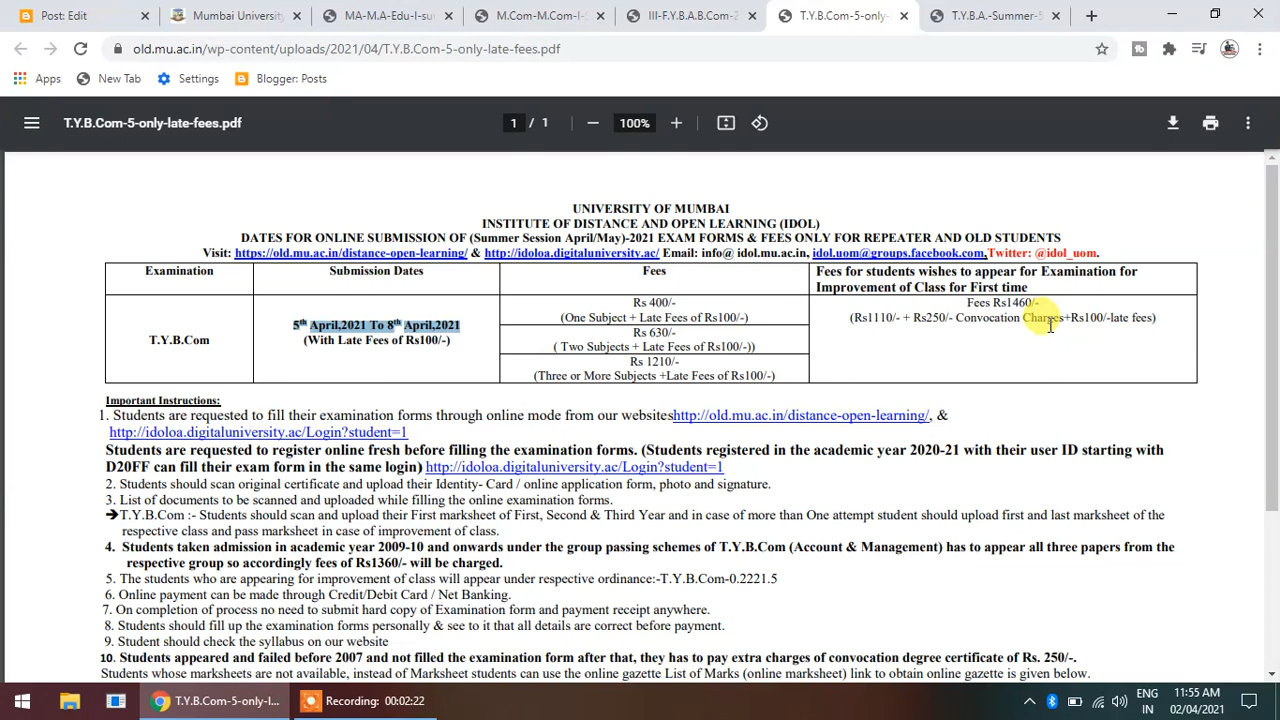 Post: Edit
Mumbai University
MA-M.A-Edu-I-su
M.Com-M.Com-I-
III-F.Y.B.A.B.Com-2
T.Y.B.Com-5-only-
T.Y.B.A.-Summer-5
old.mu.ac.in/wp-content/uploads/2021/04/T.Y.B.Com-5-only-late-fees.pdf
Apps
New Tab
Settings
Blogger: Posts
T.Y.B.Com-5-only-late-fees.pdf
1 / 1
100%
UNIVERSITY OF MUMBAI
INSTITUTE OF DISTANCE AND OPEN LEARNING (IDOL)
DATES FOR ONLINE SUBMISSION OF (Summer Session April/May)-2021 EXAM FORMS & FEES ONLY FOR REPEATER AND OLD STUDENTS
Visit: https://old.mu.ac.in/distance-open-learning/ & http://idoloa.digitaluniversity.ac/ Email: info@ idol.mu.ac.in, idol.uom@groups.facebook.com,Twitter: @idol_uom.
Examination
Submission Dates
Fees
Fees for students wishes to appear for Examination for
Improvement of Class for First time
T.Y.B.Com
5th April,2021 To 8th April,2021
(With Late Fees of Rs100/-)
Rs 400/-
(One Subject + Late Fees of Rs100/-)
Rs 630/-
( Two Subjects + Late Fees of Rs100/-))
Rs 1210/-
(Three or More Subjects +Late Fees of Rs100/-)
Fees Rs1460/-
(Rs1110/- + Rs250/- Convocation Charges+Rs100/-late fees)
Important Instructions:
1. Students are requested to fill their examination forms through online mode from our websiteshttp://old.mu.ac.in/distance-open-learning/, &
http://idoloa.digitaluniversity.ac/Login?student=1
Students are requested to register online fresh before filling the examination forms. (Students registered in the academic year 2020-21 with their user ID starting with
D20FF can fill their exam form in the same login) http://idoloa.digitaluniversity.ac/Login?student=1
2. Students should scan original certificate and upload their Identity- Card / online application form, photo and signature.
3. List of documents to be scanned and uploaded while filling the online examination forms.
➔T.Y.B.Com :- Students should scan and upload their First marksheet of First, Second & Third Year and in case of more than One attempt student should upload first and last marksheet of the
respective class and pass marksheet in case of improvement of class.
4. Students taken admission in academic year 2009-10 and onwards under the group passing schemes of T.Y.B.Com (Account & Management) has to appear all three papers from the
respective group so accordingly fees of Rs1360/- will be charged.
5. The students who are appearing for improvement of class will appear under respective ordinance:-T.Y.B.Com-0.2221.5
6. Online payment can be made through Credit/Debit Card / Net Banking.
7. On completion of process no need to submit hard copy of Examination form and payment receipt anywhere.
8. Students should fill up the examination forms personally & see to it that all details are correct before payment.
9. Student should check the syllabus on our website
10. Students appeared and failed before 2007 and not filled the examination form after that, they has to pay extra charges of convocation degree certificate of Rs. 250/-.
Students whose marksheets are not available, instead of Marksheet students can use the online gazette List of Marks (online marksheet) link to obtain online gazette is given below.
T.Y.B.Com-5-only-l...
Recording: 00:02:22
ENG
IN
11:55 AM
02/04/2021